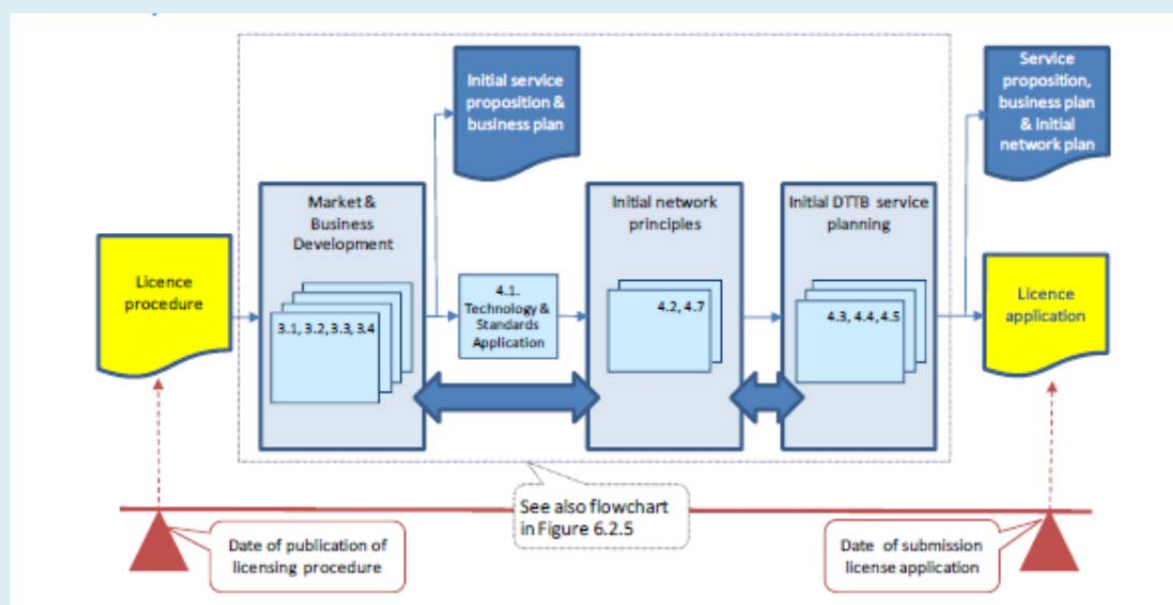 Initial service
proposition &
business plan
Service
proposition,
business plan
& initial
network plan
Market &
Business
Development
Initial network
principles
Initial DTTB service
planning
Licence
procedure
3.1, 3.2, 3.3, 3.4
4.1.
Technology &
Standards
Application
4.2, 4.7
4.3, 4.4, 4.5
Licence
application
See also flowchart
in Figure 6.2.5
Date of publication of
licensing procedure
Date of submission
license application